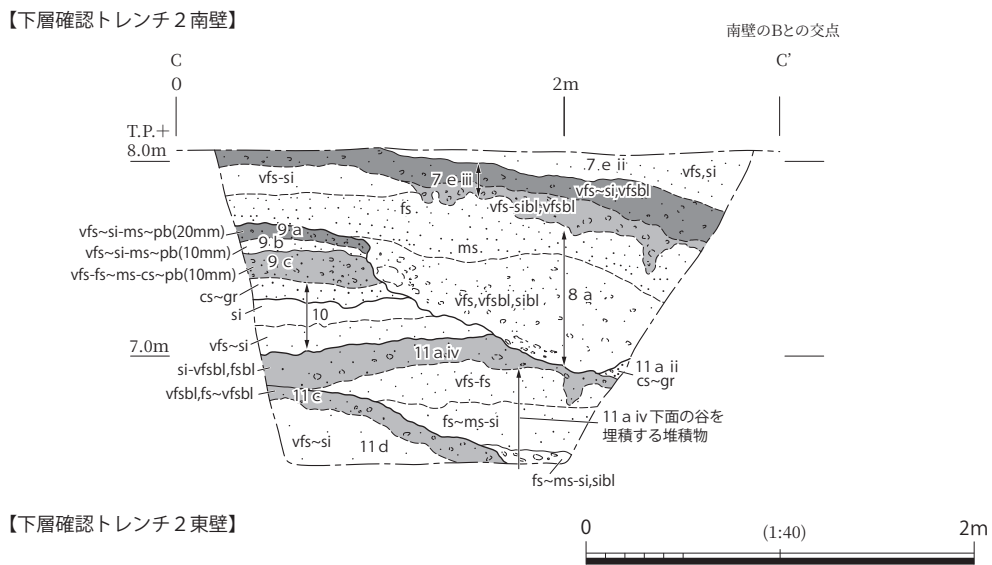 【下層確認トレンチ２南壁】
南壁のBとの交点
C
C’
0
2m
T.P.＋
8.0m
7 e ii
vfs,si
7 e iii
vfs~si,vfsbl
vfs-si
vfs-sibl,vfsbl
fs
vfs~si-ms~pb(20mm)
9 a
vfs~si-ms~pb(10mm)
9 b
ms
vfs-fs~ms-cs~pb(10mm)
9 c
cs~gr
vfs,vfsbl,sibl
8 a
si
10
vfs~si
7.0m
11 a iv
11 a ii
cs~gr
si-vfsbl,fsbl
vfs-fs
vfsbl,fs~vfsbl
11 c
11 a iv 下面の谷を
埋積する堆積物
fs~ms-si
vfs~si
11 d
fs~ms-si,sibl
【下層確認トレンチ２東壁】
0
(1:40)
2m